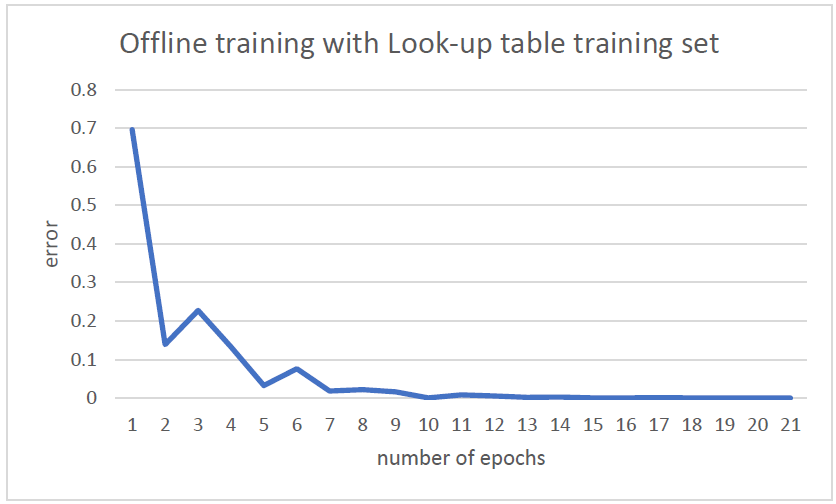 Offline training with Look-up table training set
0.8
0.7
0.6
0.5
0.4
0.3
0.2
0.1
0
error
1 2 3 4 5 6 7 8 9 10 11 12 13 14 15 16 17 18 19 20 21
number of epochs